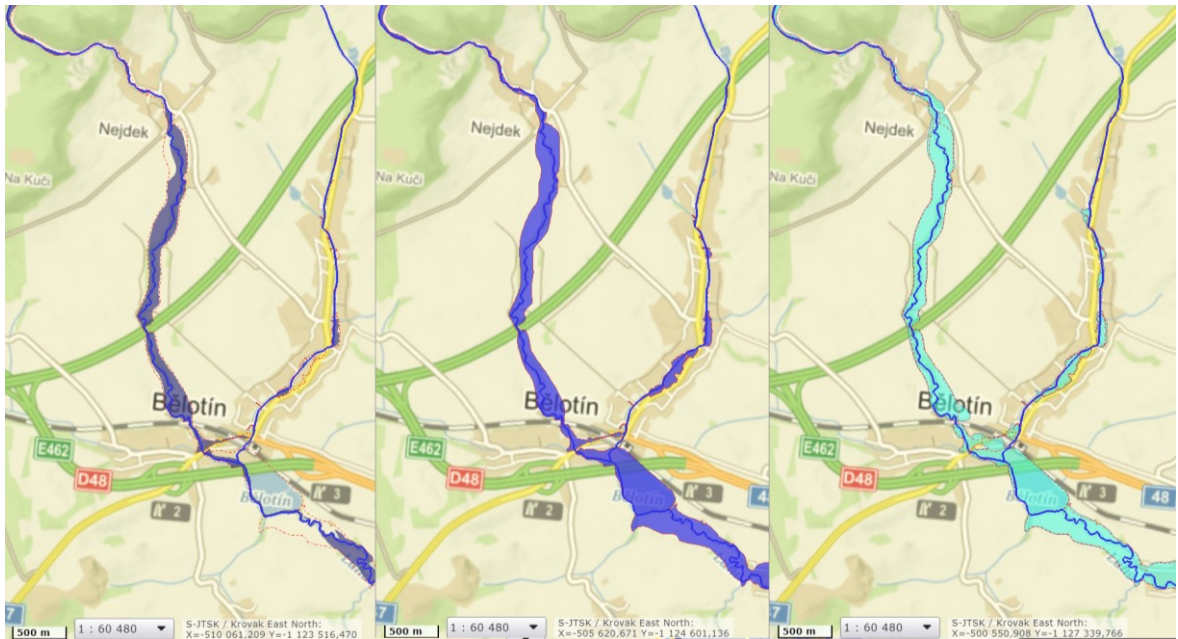 Nejdek
Na Kuči
Bělotín
E462
D48
Bělotín
3
2
7
500 m
1 : 60 480
S-JTSK / Krovak East North:
X=-510 061,209 Y=-1 123 516,470
Nejdek
Bělotín
D48
3
2
48
7
500 m
1 : 60 480
S-JTSK / Krovak East North:
X=-505 620,671 Y=-1 124 601,136
Nejdek
Na Kuči
Bělotín
E462
D48
Bělotín
3
2
48
7
500 m
1 : 60 480
S-JTSK / Krovak East North:
X=-500 550,908 Y=-1 127 339,766